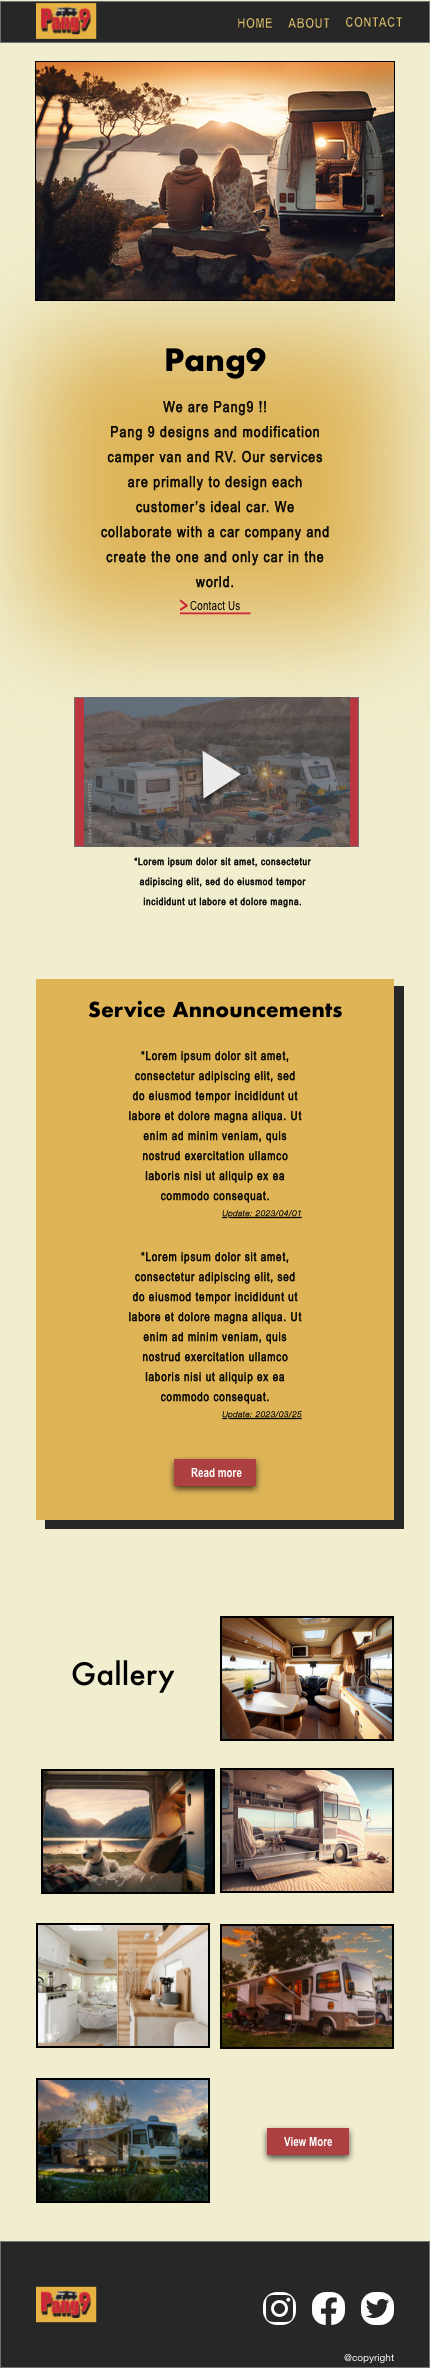 Pang9
HOME ABOUT CONTACT
Pang9
We are Pang9 !!
Pang 9 designs and modification
camper van and RV. Our services
are primally to design each
customer's ideal car. We
collaborate with a car company and
create the one and only car in the
world.
Contact Us
"Lorem ipsum dolor sit amet, consectetur
adipiscing elit, sed do eiusmod tempor
incididunt ut labore et dolore magna.
Service Announcements
"Lorem ipsum dolor sit amet,
consectetur adipiscing elit, sed
do eiusmod tempor incididunt ut
labore et dolore magna aliqua. Ut
enim ad minim veniam, quis
nostrud exercitation ullamco
laboris nisi ut aliquip ex ea
commodo consequat.
Update: 2023/04/01
"Lorem ipsum dolor sit amet,
consectetur adipiscing elit, sed
do eiusmod tempor incididunt ut
labore et dolore magna aliqua. Ut
enim ad minim veniam, quis
nostrud exercitation ullamco
laboris nisi ut aliquip ex ea
commodo consequat.
Update: 2023/03/25
Read more
Gallery
View More
Pang9
@copyright